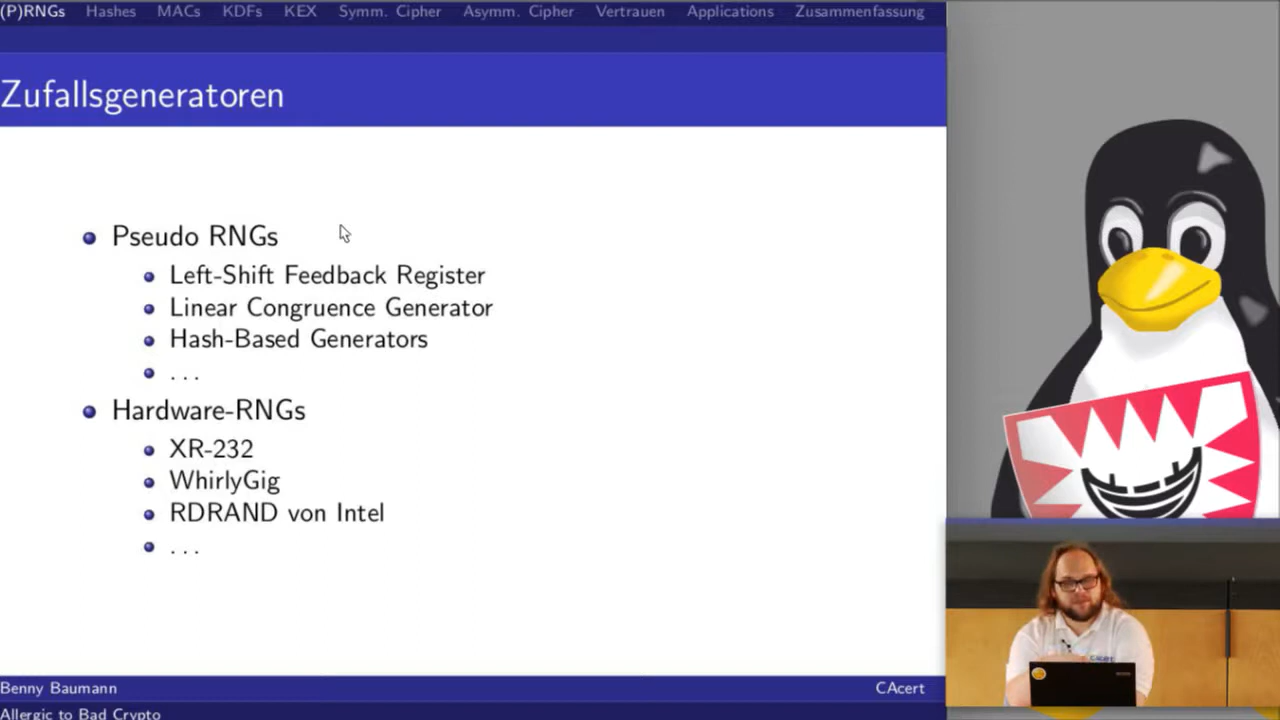 (P)RNGs Hashes MACs KDFs KEX Symm. Cipher Asymm. Cipher Vertrauen Applications Zusammenfassung
Zufallsgeneratoren
Pseudo RNGs
Left-Shift Feedback Register
Linear Congruence Generator
Hash-Based Generators
...
Hardware-RNGs
XR-232
WhirlyGig
RDRAND von Intel
...
Benny Baumann CAcert
Allergic to Bad Crypto
CAcert